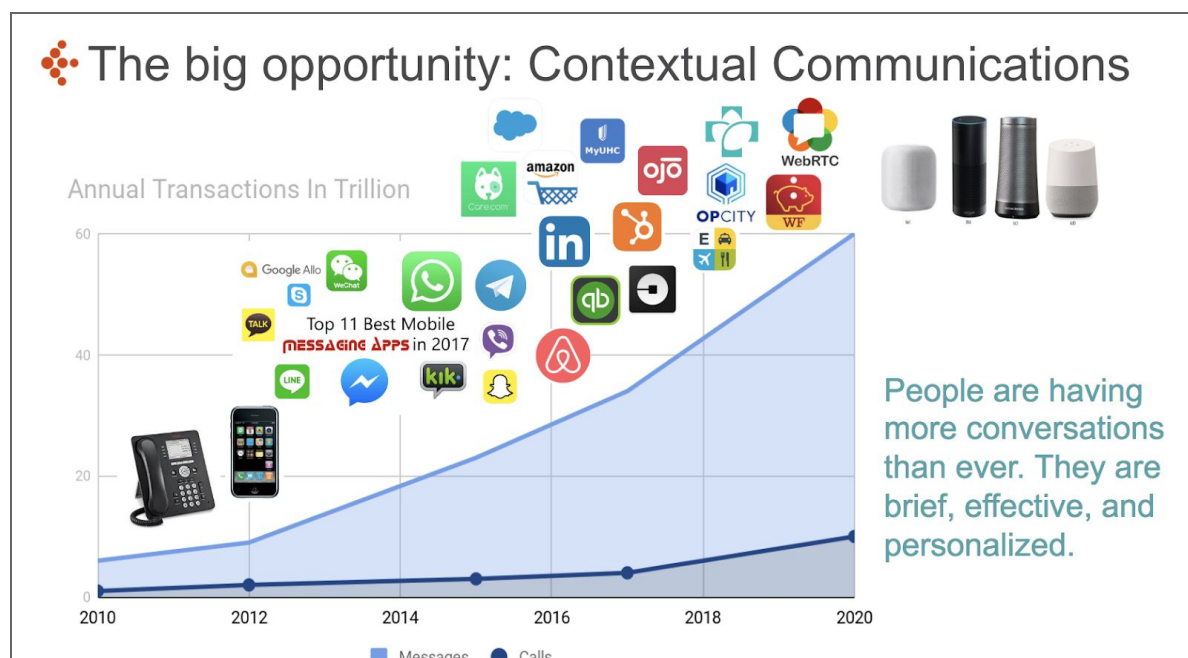 The big opportunity: Contextual Communications
Annual Transactions In Trillion
Care.com
amazon
MyUHC
ojo
OPCITY
WebRTC
WF
in
E
qb
Google Allo
WeChat
S
TALK
Top 11 Best Mobile
MESSAGING APPS in 2017
LINE
kik
60
40
20
0
2010
2012
2014
2016
2018
2020
Messages
Calls
People are having
more conversations
than ever. They are
brief, effective, and
personalized.